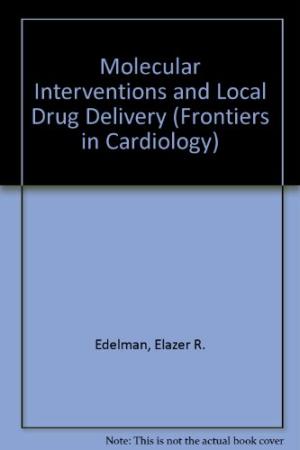 Molecular
Interventions and Local
Drug Delivery (Frontiers
in Cardiology)
Edelman, Elazer R.
Note: This is not the actual book cover